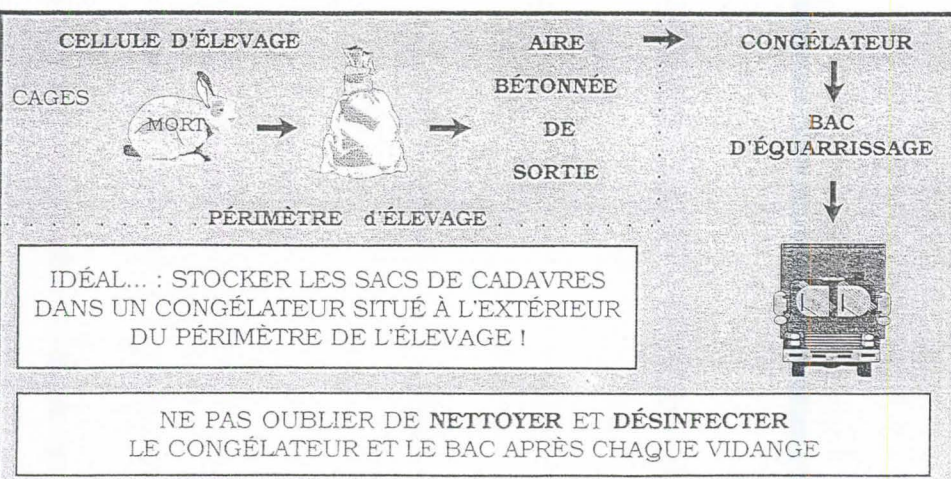 CELLULE D'ÉLEVAGE
CAGES
MORT
AIRE
BÉTONNÉE
DE
SORTIE
PÉRIMÈTRE d'ÉLEVAGE
CONGÉLATEUR
BAC
D'ÉQUARRISSAGE
IDÉAL... : STOCKER LES SACS DE CADAVRES
DANS UN CONGÉLATEUR SITUÉ À L'EXTÉRIEUR
DU PÉRIMÈTRE DE L'ÉLEVAGE !
NE PAS OUBLIER DE NETTOYER ET DÉSINFECTER
LE CONGÉLATEUR ET LE BAC APRÈS CHAQUE VIDANGE